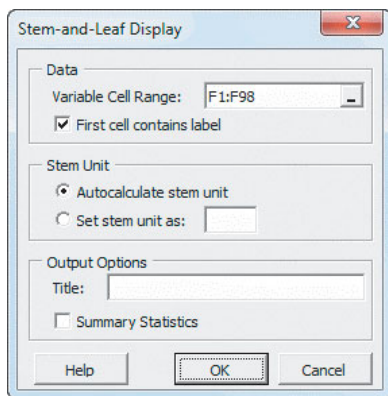 Stem-and-Leaf Display
Data
Variable Cell Range: F1:F98
First cell contains label
Stem Unit
Autocalculate stem unit
Set stem unit as:
Output Options
Title:
Summary Statistics
Help OK Cancel